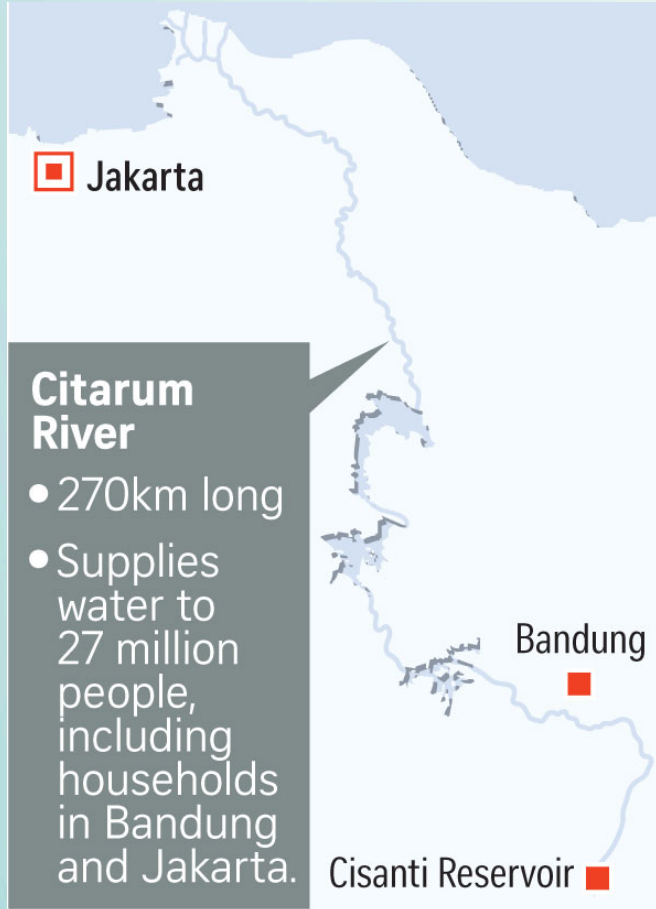 Jakarta
Citarum
River
• 270km long
• Supplies
water to
27 million
people,
including
households
in Bandung
and Jakarta.
Bandung
Cisanti Reservoir